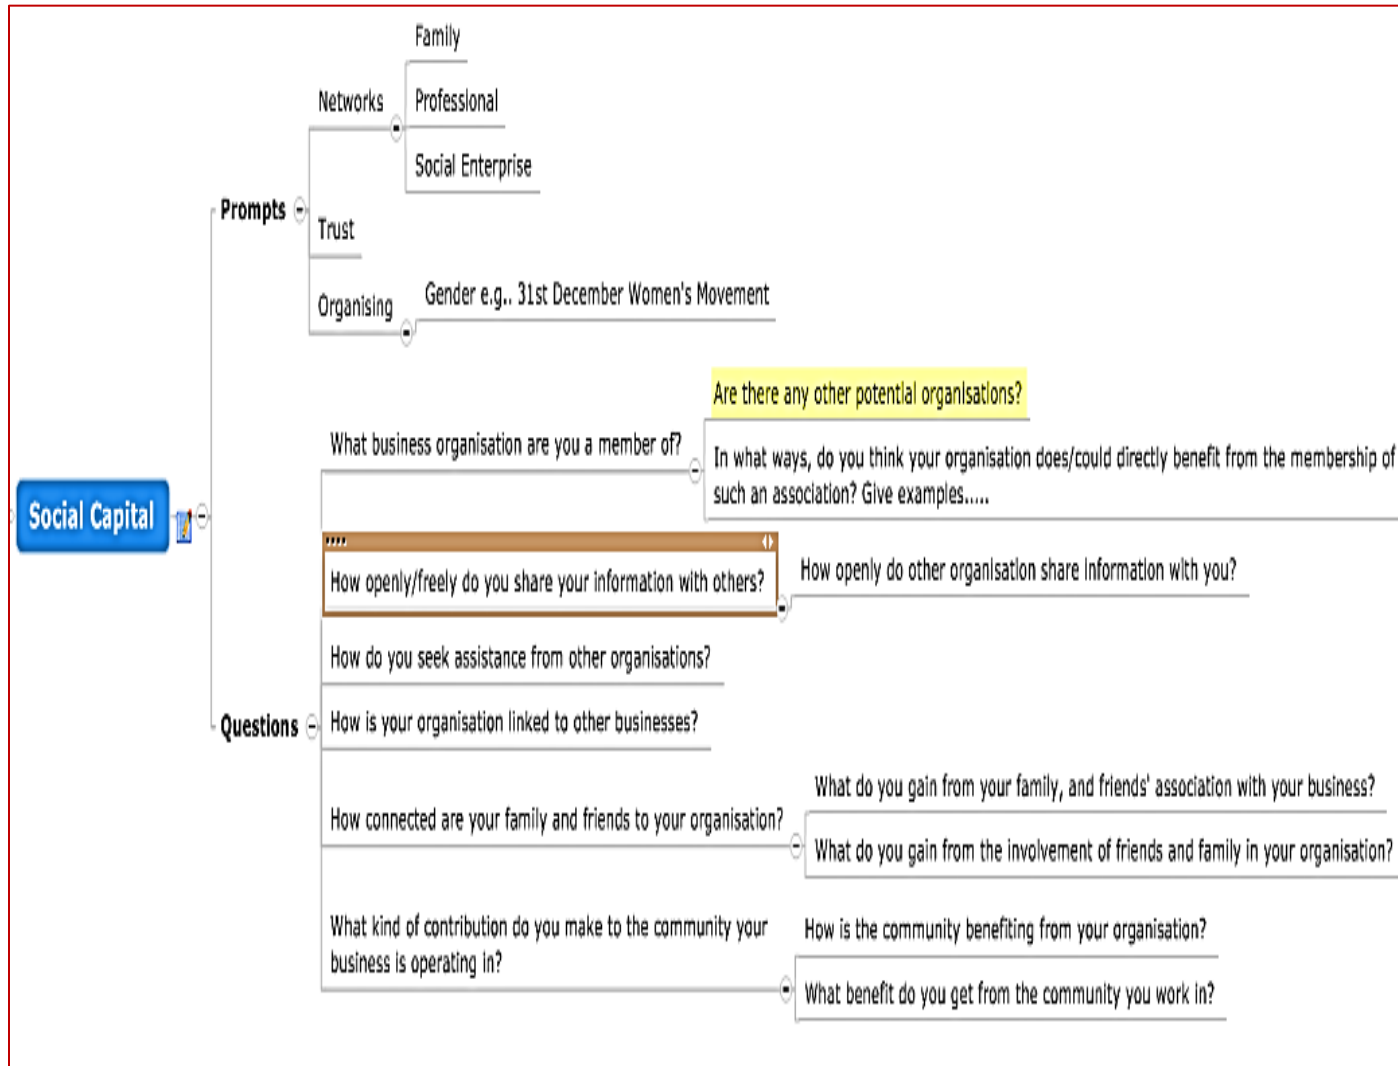 Social Capital
Prompts
Networks
Family
Professional
Social Enterprise
Trust
Organising
Gender e.g.. 31st December Women's Movement
Questions
What business organisation are you a member of?
Are there any other potential organisations?
In what ways, do you think your organisation does/could directly benefit from the membership of
such an association? Give examples.....
How openly/freely do you share your information with others?
How openly do other organisation share information with you?
How do you seek assistance from other organisations?
How is your organisation linked to other businesses?
How connected are your family and friends to your organisation?
What do you gain from your family, and friends' association with your business?
What do you gain from the involvement of friends and family in your organisation?
What kind of contribution do you make to the community your
business is operating in?
How is the community benefiting from your organisation?
What benefit do you get from the community you work in?